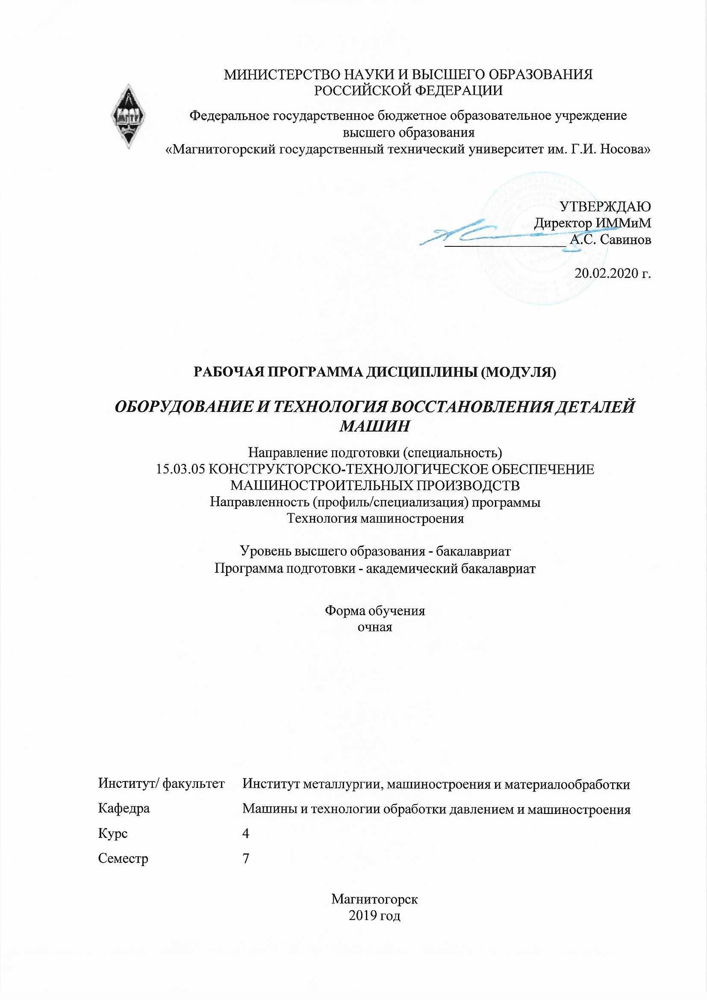 МИНИСТЕРСТВО НАУКИ И ВЫСШЕГО ОБРАЗОВАНИЯ
РОССИЙСКОЙ ФЕДЕРАЦИИ
Федеральное государственное бюджетное образовательное учреждение
высшего образования
«Магнитогорский государственный технический университет им. Г.И. Носова»
УТВЕРЖДАЮ
Директор ИММиМ
А.С. Савинов
20.02.2020 г.
РАБОЧАЯ ПРОГРАММА ДИСЦИПЛИНЫ (МОДУЛЯ)
ОБОРУДОВАНИЕ И ТЕХНОЛОГИЯ ВОССТАНОВЛЕНИЯ ДЕТАЛЕЙ
МАШИН
Направление подготовки (специальность)
15.03.05 КОНСТРУКТОРСКО-ТЕХНОЛОГИЧЕСКОЕ ОБЕСПЕЧЕНИЕ
МАШИНОСТРОИТЕЛЬНЫХ ПРОИЗВОДСТВ
Направленность (профиль/специализация) программы
Технология машиностроения
Уровень высшего образования - бакалавриат
Программа подготовки - академический бакалавриат
Форма обучения
очная
Институт/ факультет Институт металлургии, машиностроения и материалообработки
Кафедра Машины и технологии обработки давлением и машиностроения
Курс 4
Семестр 7
Магнитогорск
2019 год